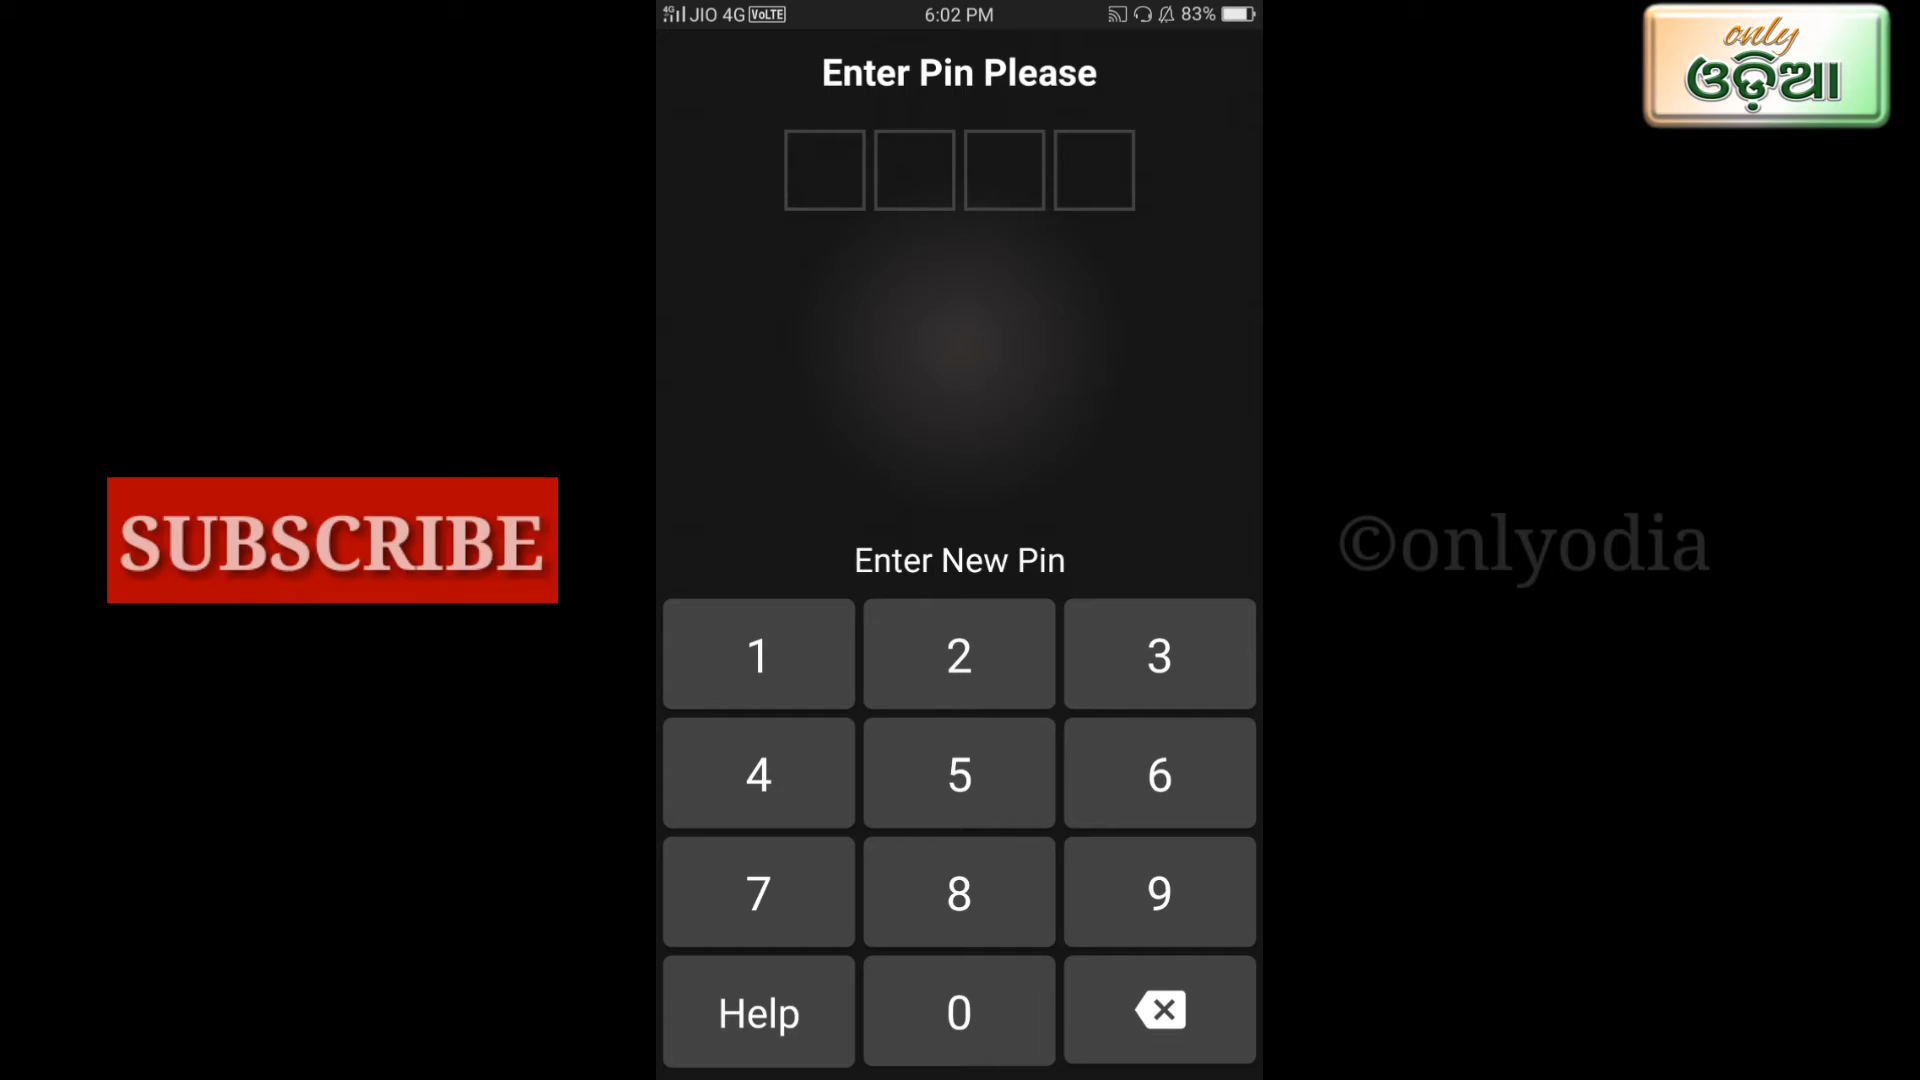 4G JIO 4G VoLTE 6:02 PM 83%
Enter Pin Please
only
ଓଡ଼ିଆ
SUBSCRIBE
©onlyodia
Enter New Pin
1 2 3
4 5 6
7 8 9
Help 0